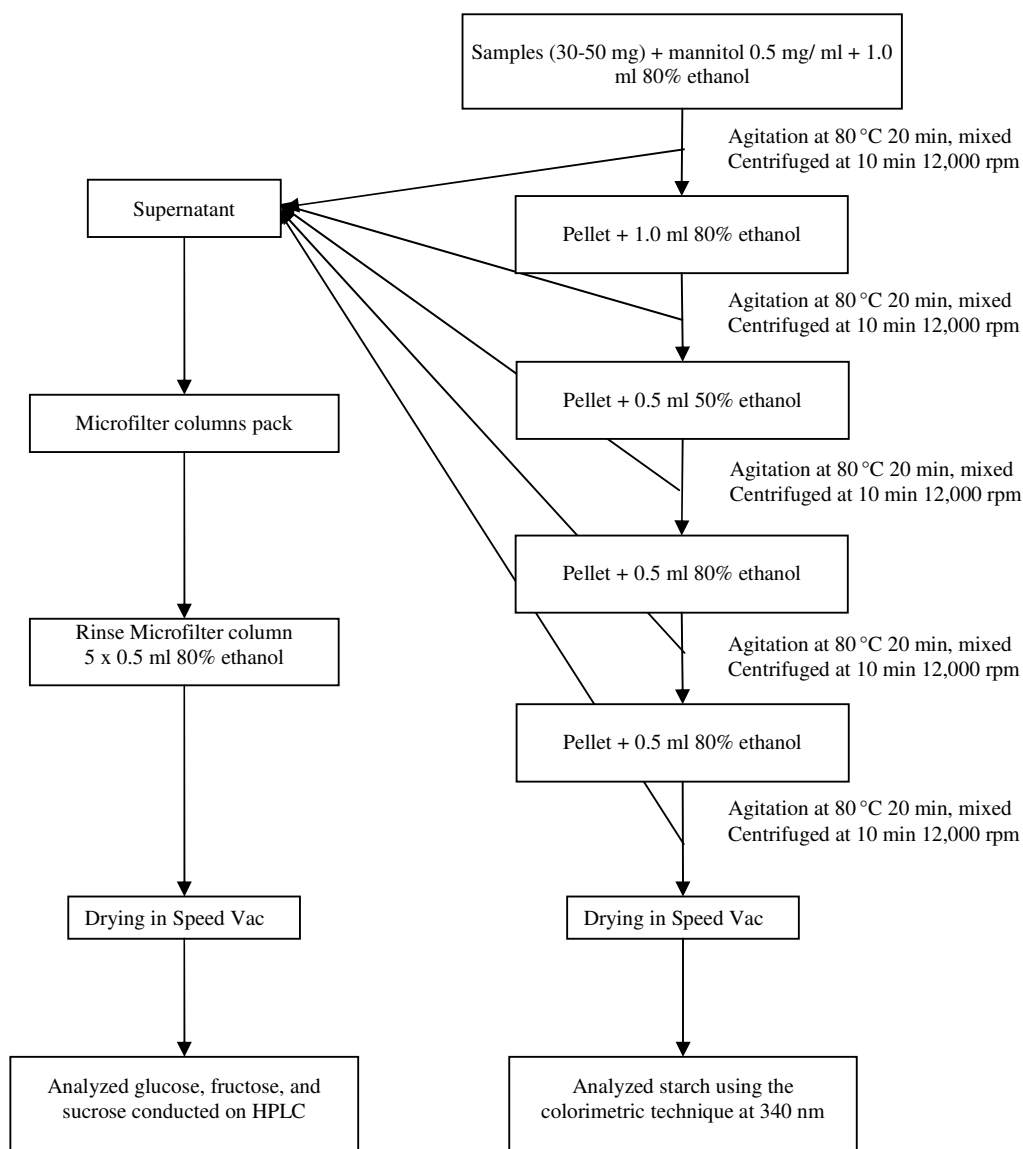 Samples (30-50 mg) + mannitol 0.5 mg/ ml + 1.0
ml 80% ethanol
Agitation at 80 °C 20 min, mixed
Centrifuged at 10 min 12,000 rpm
Supernatant
Pellet + 1.0 ml 80% ethanol
Agitation at 80 °C 20 min, mixed
Centrifuged at 10 min 12,000 rpm
Pellet + 0.5 ml 50% ethanol
Microfilter columns pack
Agitation at 80 °C 20 min, mixed
Centrifuged at 10 min 12,000 rpm
Pellet + 0.5 ml 80% ethanol
Rinse Microfilter column
5 x 0.5 ml 80% ethanol
Agitation at 80 °C 20 min, mixed
Centrifuged at 10 min 12,000 rpm
Pellet + 0.5 ml 80% ethanol
Agitation at 80 °C 20 min, mixed
Centrifuged at 10 min 12,000 rpm
Drying in Speed Vac
Drying in Speed Vac
Analyzed glucose, fructose, and
sucrose conducted on HPLC
Analyzed starch using the
colorimetric technique at 340 nm